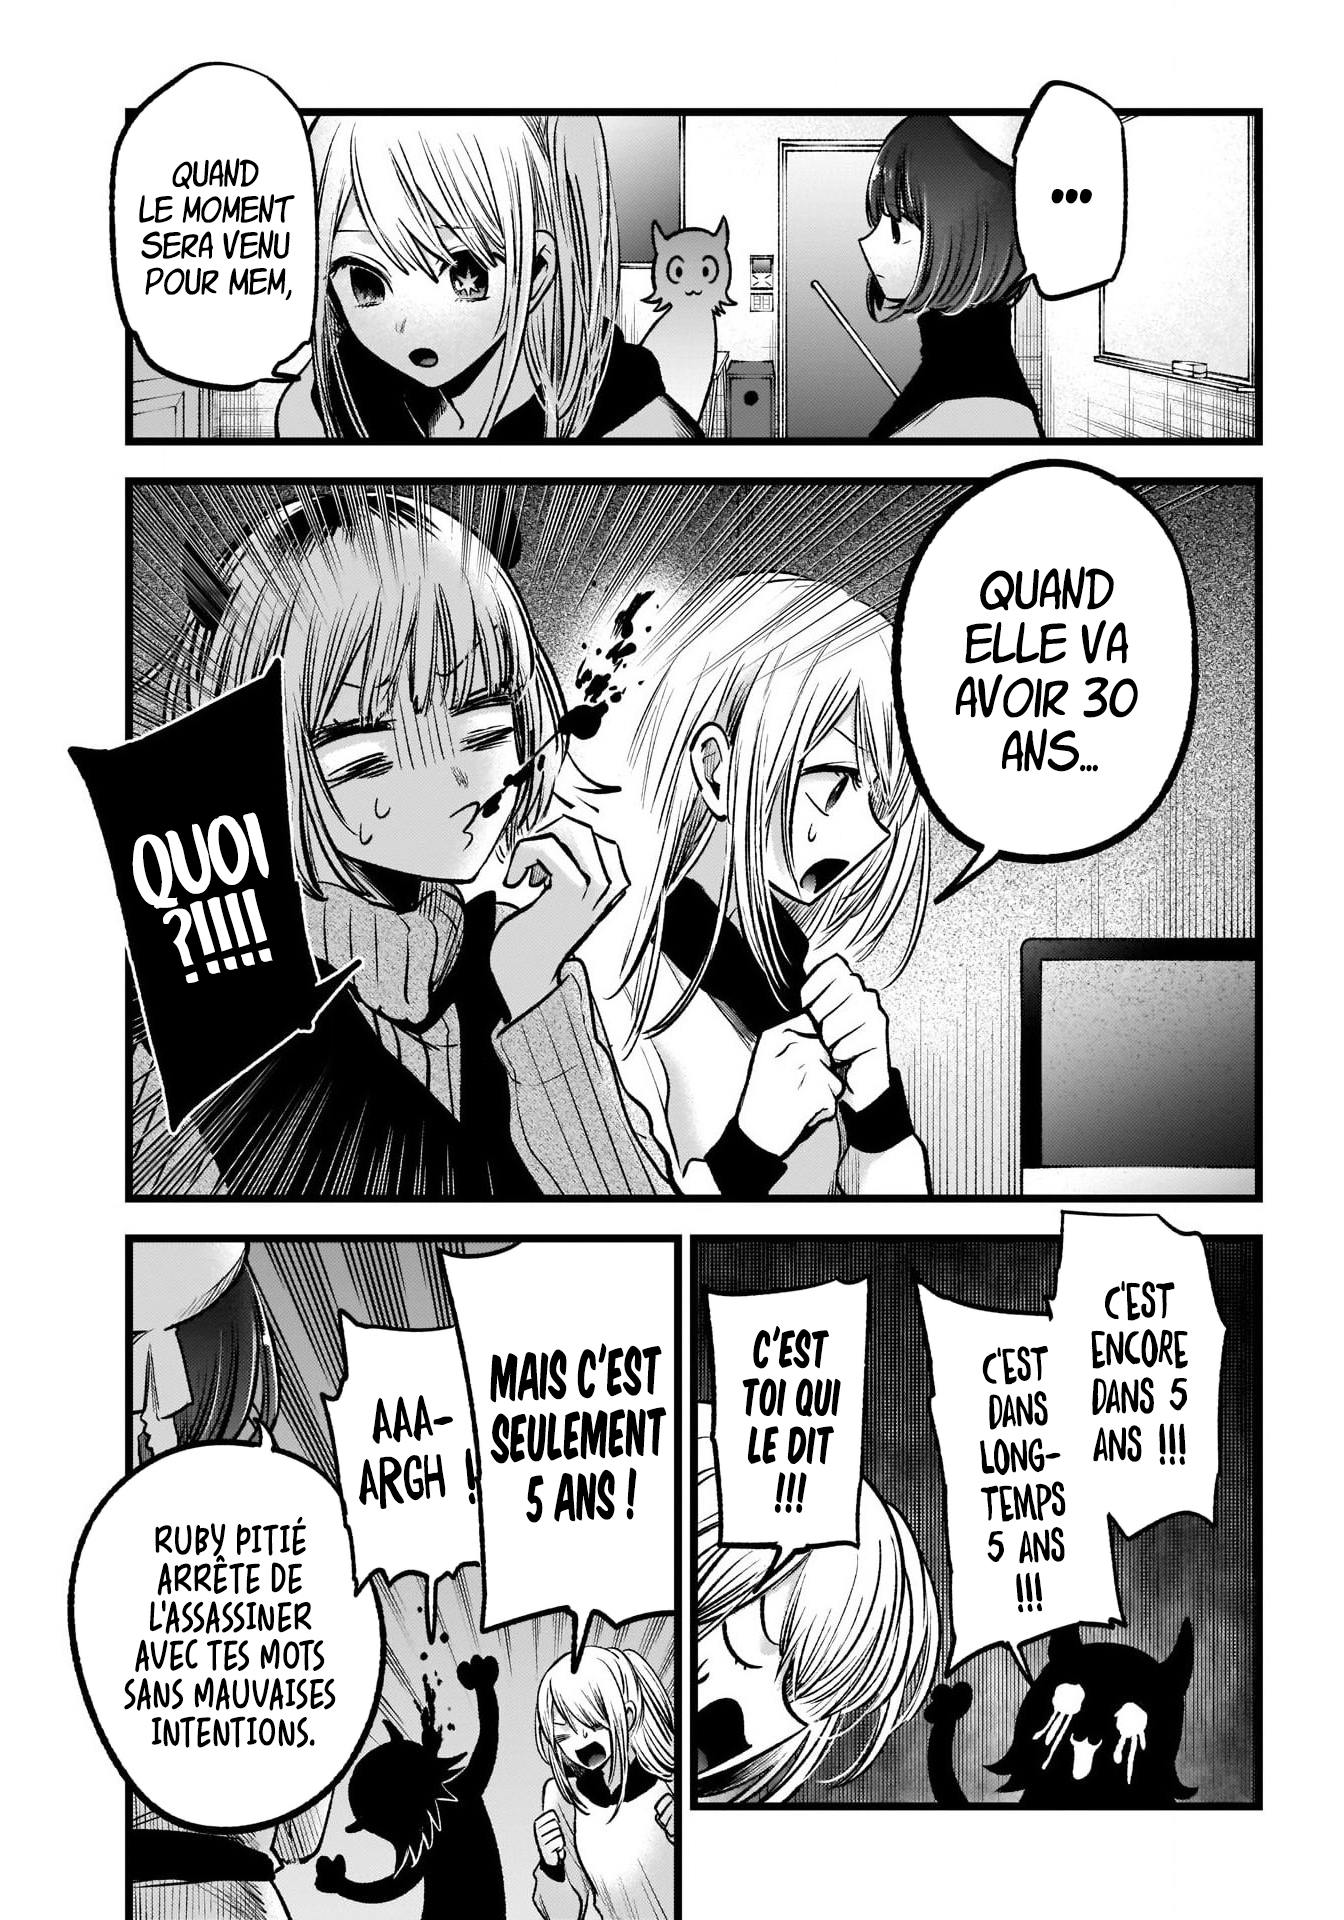 ...
QUAND
LE MOMENT
SERA VENU
POUR MEM,
QUAND
ELLE VA
AVOIR 30
ANS...
QUOI
?!!!!!
C'EST
ENCORE
DANS 5
ANS !!!
C'EST
DANS
LONG-
TEMPS
5 ANS
!!!
C'EST
TOI QUI
LE DIT
!!!
MAIS C'EST
SEULEMENT
5 ANS !
AAA-
ARGH !
RUBY PITIÉ
ARRÊTE DE
L'ASSASSINER
AVEC TES MOTS
SANS MAUVAISES
INTENTIONS.